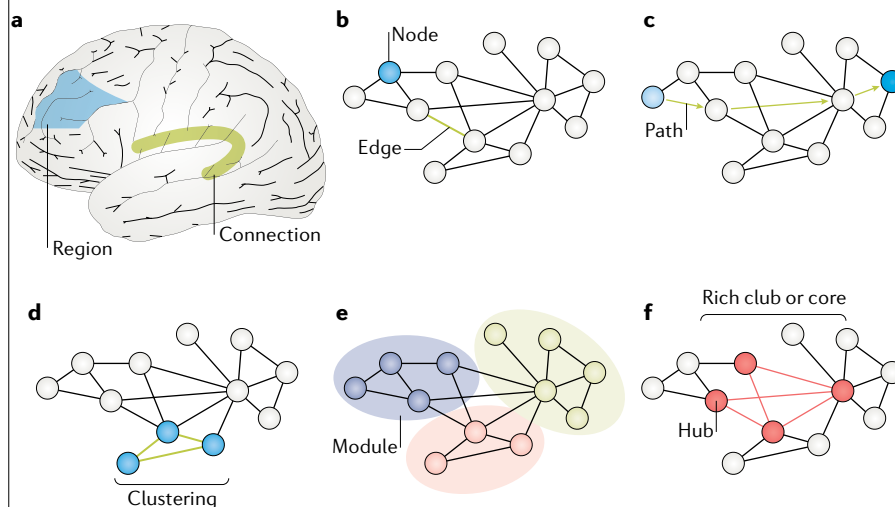 a
Region
Connection
b
Node
Edge
c
Path
d
Clustering
e
Module
f
Rich club or core
Hub